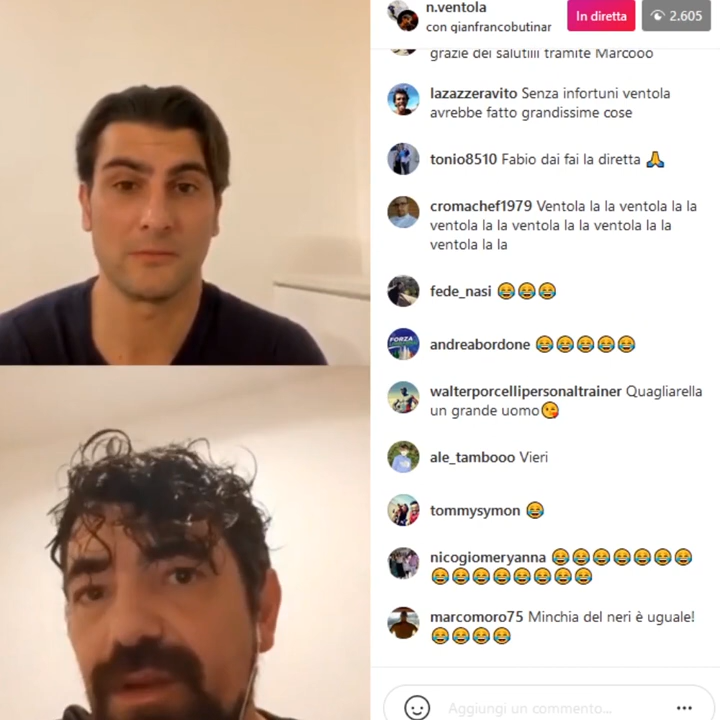 n.ventola
con gianfrancobutinar
In diretta
2.605
grazie dei salutiiii tramite Marcooo
lazazzeravito Senza infortuni ventola
avrebbe fatto grandissime cose
tonio8510 Fabio dai fai la diretta 🙏
cromachef1979 Ventola la la ventola la la
ventola la la ventola la la ventola la la
ventola la la
fede_nasi 😂😂😂
FORZA
andreabordone 😂😂😂😂😂
walterporcellipersonaltrainer Quagliarella
un grande uomo😘
ale_tambooo Vieri
tommysymon 😂
nicogiomeryanna 😂😂😂😂😂😂😂
😂😂😂😂😂😂😂😂
marcomoro75 Minchia del neri è uguale!
😂😂😂😂
Aggiungi un commento...